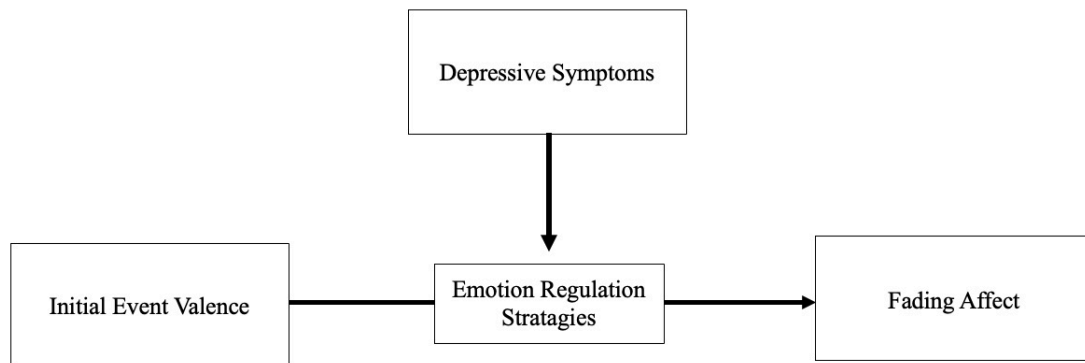 Depressive Symptoms
Initial Event Valence
Emotion Regulation
Stratagies
Fading Affect